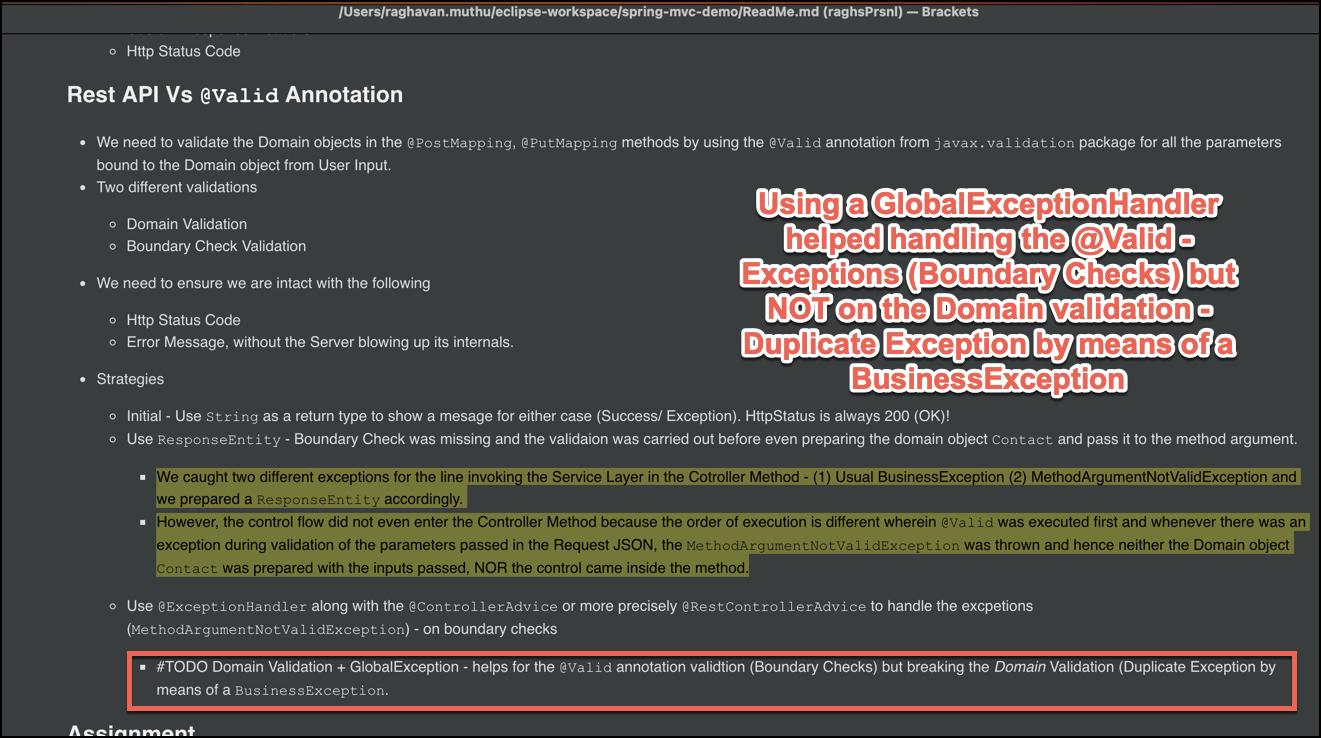 /Users/raghavan.muthu/eclipse-workspace/spring-mvc-demo/ReadMe.md (raghsPrsnl) — Brackets
Http Status Code
Rest API Vs @Valid Annotation
We need to validate the Domain objects in the @PostMapping, @PutMapping methods by using the @Valid annotation from javax.validation package for all the parameters
bound to the Domain object from User Input.
Two different validations
Domain Validation
Boundary Check Validation
We need to ensure we are intact with the following
Http Status Code
Error Message, without the Server blowing up its internals.
Using a GlobalExceptionHandler
helped handling the @Valid -
Exceptions (Boundary Checks) but
NOT on the Domain validation -
Duplicate Exception by means of a
BusinessException
Strategies
Initial - Use String as a return type to show a mesage for either case (Success/ Exception). HttpStatus is always 200 (OK)!
Use ResponseEntity - Boundary Check was missing and the validaion was carried out before even preparing the domain object Contact and pass it to the method argument.
We caught two different exceptions for the line invoking the Service Layer in the Cotroller Method - (1) Usual BusinessException (2) MethodArgumentNotValidException and
we prepared a ResponseEntity accordingly.
However, the control flow did not even enter the Controller Method because the order of execution is different wherein @Valid was executed first and whenever there was an
exception during validation of the parameters passed in the Request JSON, the MethodArgumentNotValidException was thrown and hence neither the Domain object
Contact was prepared with the inputs passed, NOR the control came inside the method.
Use @ExceptionHandler along with the @ControllerAdvice or more precisely @RestControllerAdvice to handle the excpetions
(MethodArgumentNotValidException) - on boundary checks
#TODO Domain Validation + GlobalException - helps for the @Valid annotation validtion (Boundary Checks) but breaking the Domain Validation (Duplicate Exception by
means of a BusinessException.
Assignment